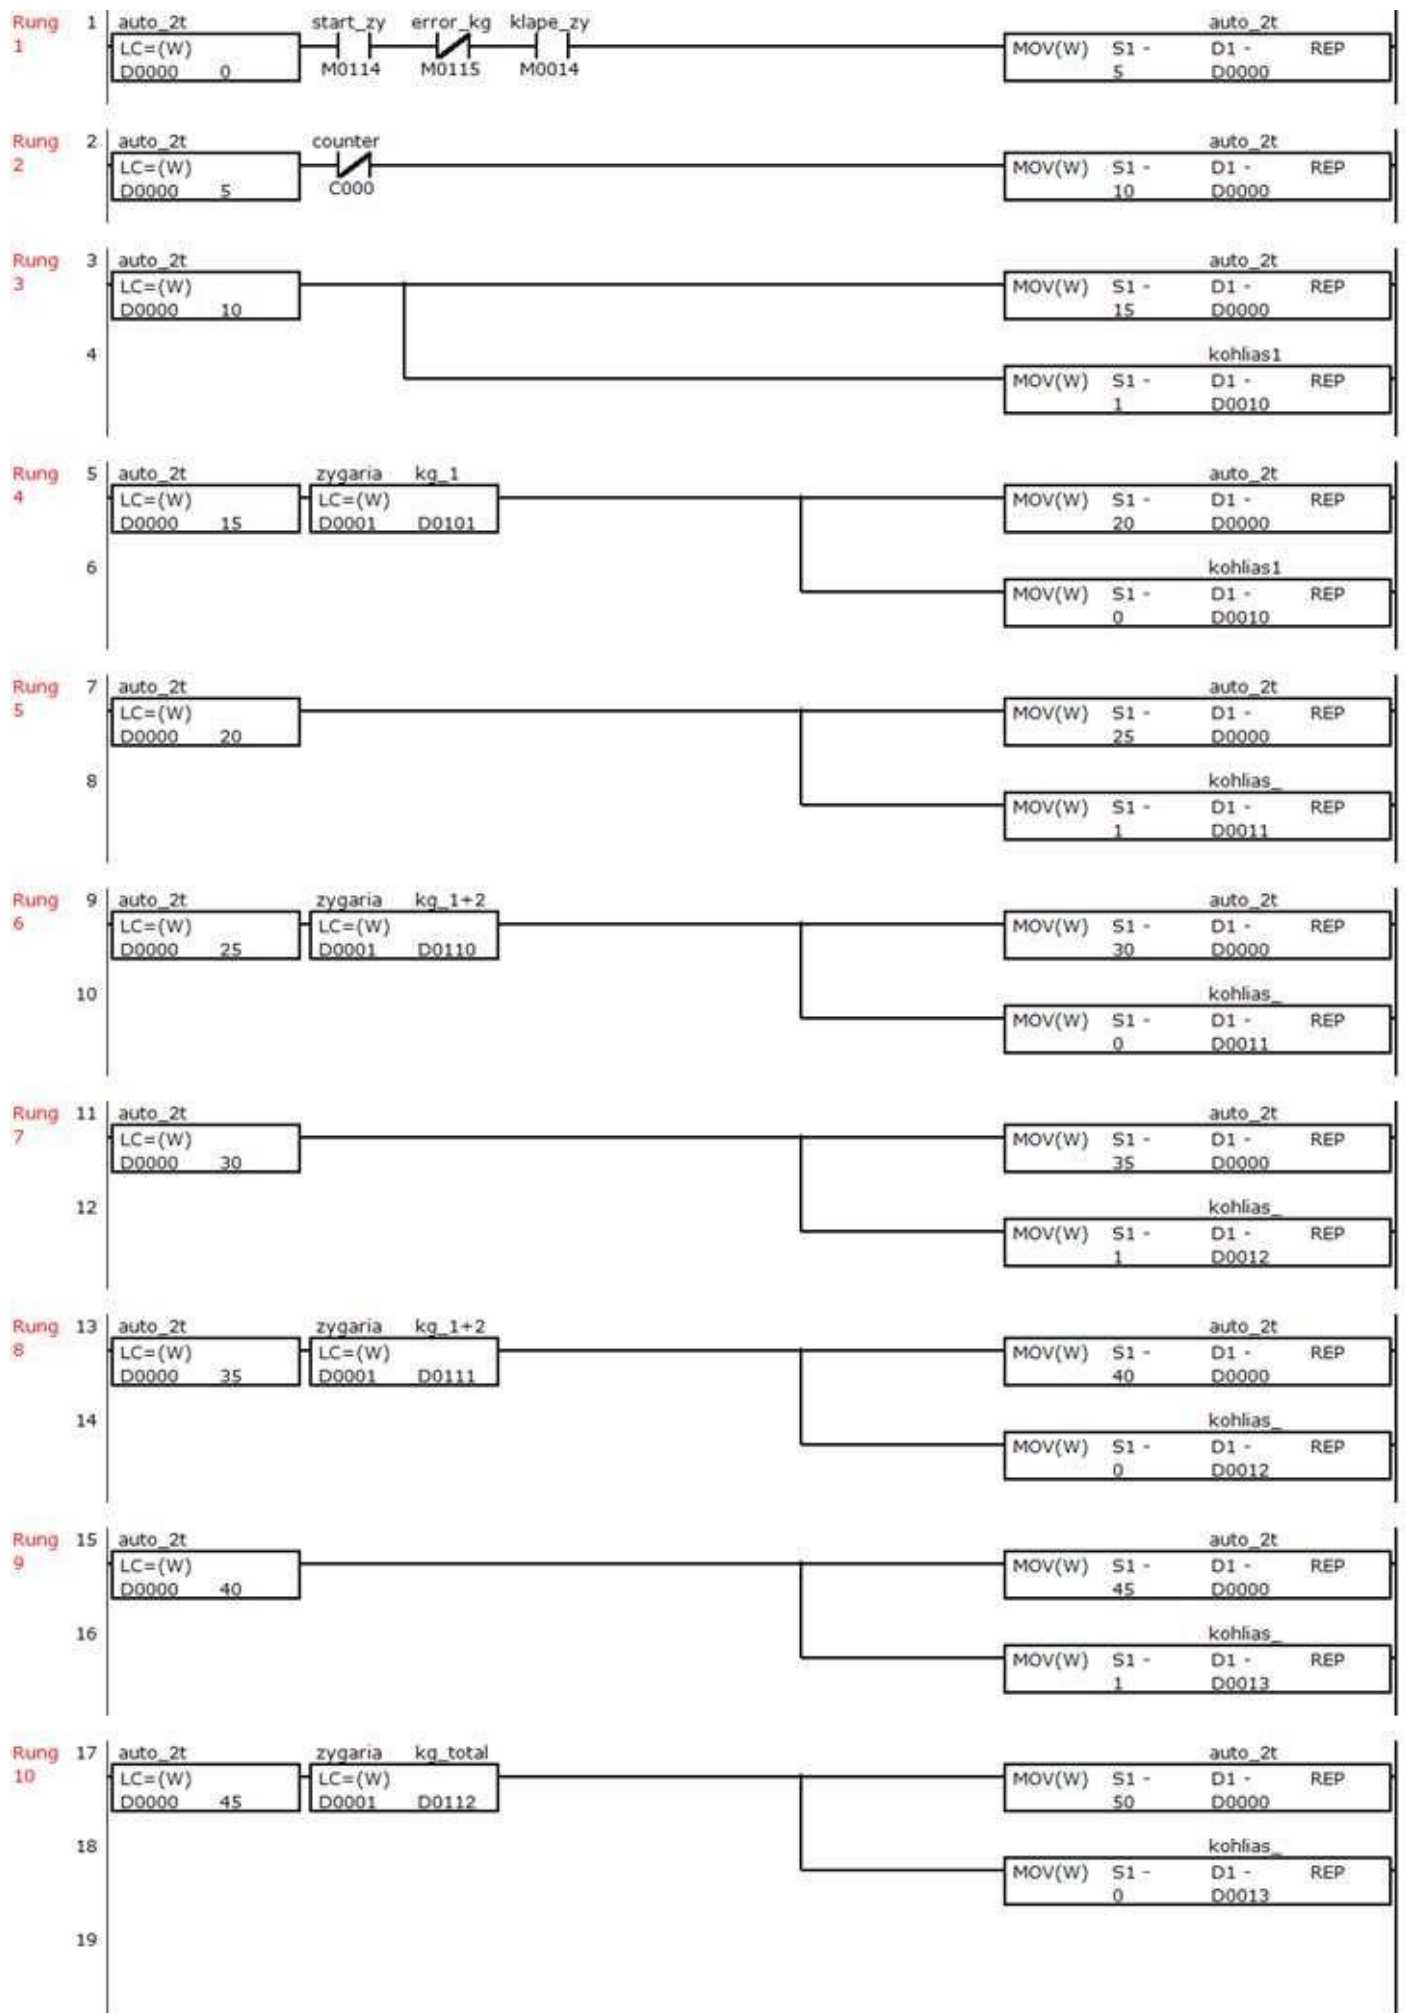 Rung 1 auto_2t start_zy error_kg klape_zy auto_2t
1 LC=(W) MOV(W) S1 - D1 - REP
D0000 0 M0114 M0115 M0014 5 D0000
Rung 2 auto_2t counter auto_2t
2 LC=(W) MOV(W) S1 - D1 - REP
D0000 5 C000 10 D0000
Rung 3 auto_2t auto_2t
3 LC=(W) MOV(W) S1 - D1 - REP
D0000 10 15 D0000
4 kohlias1
MOV(W) S1 - D1 - REP
1 D0010
Rung 5 auto_2t zygaria kg_1 auto_2t
4 LC=(W) LC=(W) MOV(W) S1 - D1 - REP
D0000 15 D0001 D0101 20 D0000
6 kohlias1
MOV(W) S1 - D1 - REP
0 D0010
Rung 7 auto_2t auto_2t
5 LC=(W) MOV(W) S1 - D1 - REP
D0000 20 25 D0000
8 kohlias_
MOV(W) S1 - D1 - REP
1 D0011
Rung 9 auto_2t zygaria kg_1+2 auto_2t
6 LC=(W) LC=(W) MOV(W) S1 - D1 - REP
D0000 25 D0001 D0110 30 D0000
10 kohlias_
MOV(W) S1 - D1 - REP
0 D0011
Rung 11 auto_2t auto_2t
7 LC=(W) MOV(W) S1 - D1 - REP
D0000 30 35 D0000
12 kohlias_
MOV(W) S1 - D1 - REP
1 D0012
Rung 13 auto_2t zygaria kg_1+2 auto_2t
8 LC=(W) LC=(W) MOV(W) S1 - D1 - REP
D0000 35 D0001 D0111 40 D0000
14 kohlias_
MOV(W) S1 - D1 - REP
0 D0012
Rung 15 auto_2t auto_2t
9 LC=(W) MOV(W) S1 - D1 - REP
D0000 40 45 D0000
16 kohlias_
MOV(W) S1 - D1 - REP
1 D0013
Rung 17 auto_2t zygaria kg_total auto_2t
10 LC=(W) LC=(W) MOV(W) S1 - D1 - REP
D0000 45 D0001 D0112 50 D0000
18 kohlias_
MOV(W) S1 - D1 - REP
0 D0013
19